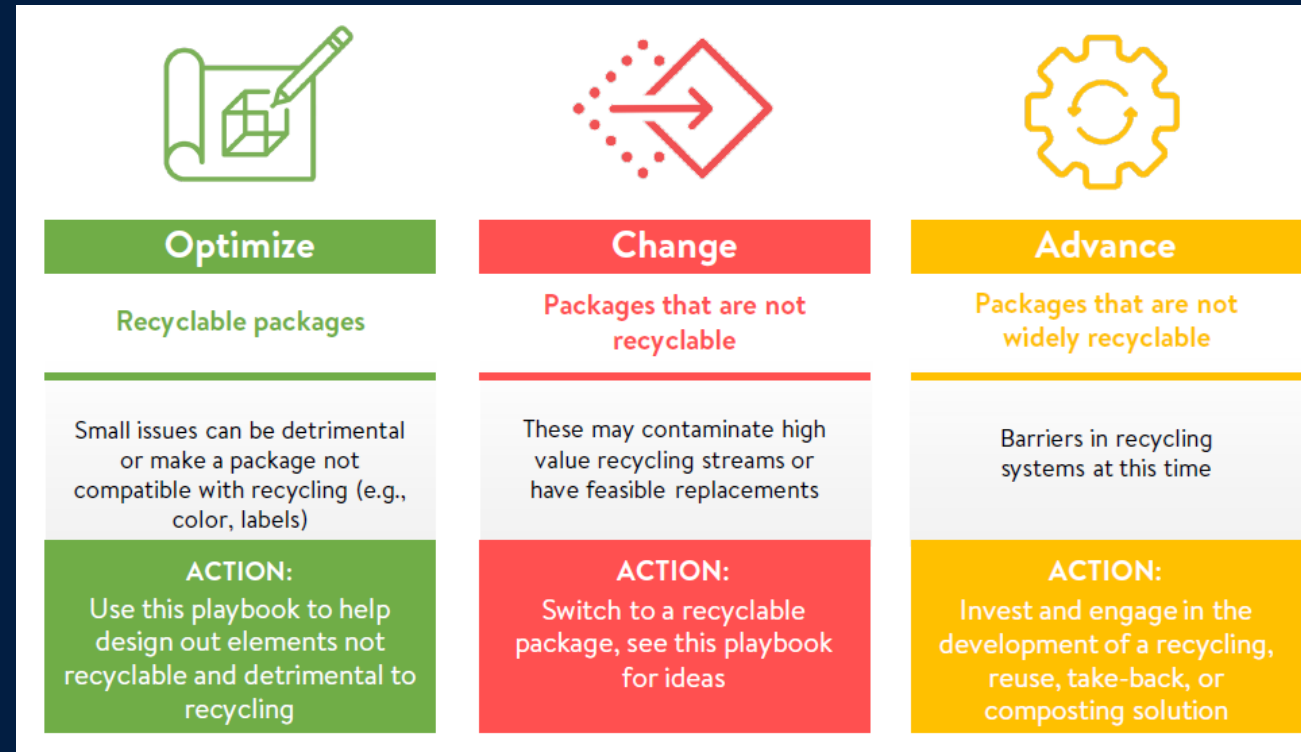 Optimize
Recyclable packages
Small issues can be detrimental
or make a package not
compatible with recycling (e.g.,
color, labels)
ACTION:
Use this playbook to help
design out elements not
recyclable and detrimental to
recycling
Change
Packages that are not
recyclable
These may contaminate high
value recycling streams or
have feasible replacements
ACTION:
Switch to a recyclable
package, see this playbook
for ideas
Advance
Packages that are not
widely recyclable
Barriers in recycling
systems at this time
ACTION:
Invest and engage in the
development of a recycling,
reuse, take-back, or
composting solution